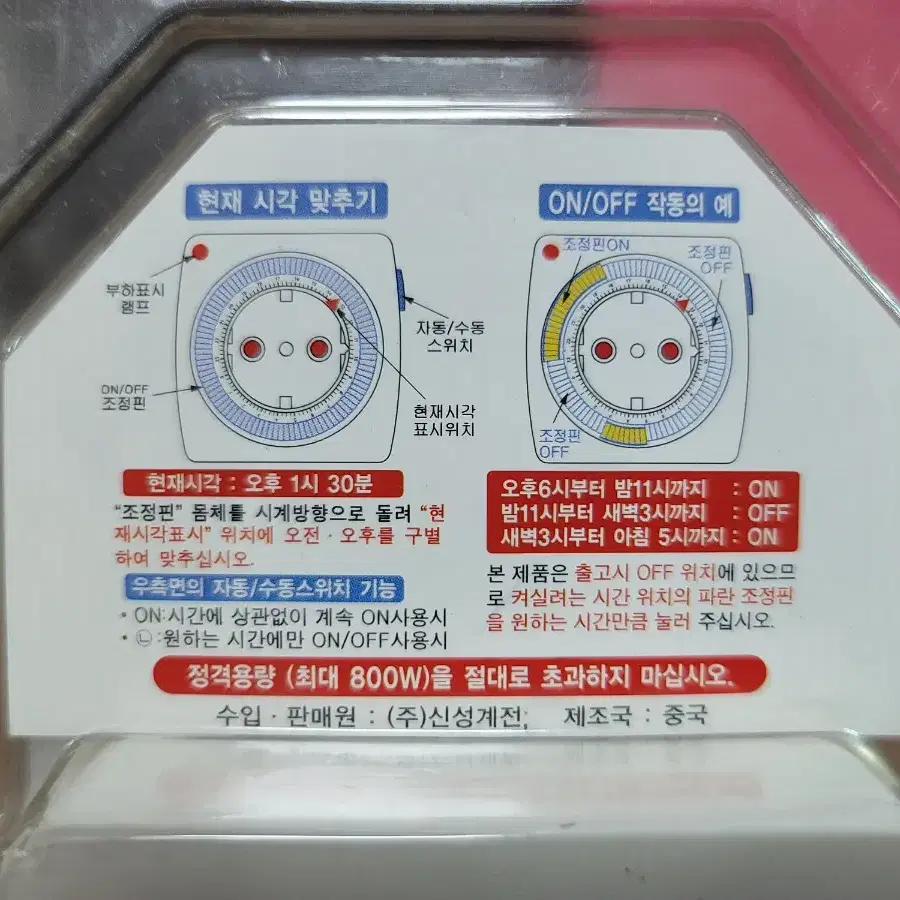 현재 시각 맞추기
부하표시
램프
자동/수동
스위치
ON/OFF
조정핀
현재시각
표시위치
현재시각 : 오후 1시 30분
"조정핀" 몸체를 시계방향으로 돌려 "현
재시각표시" 위치에 오전·오후를 구별
하여 맞추십시오.
우측면의 자동/수동스위치 기능
· ON:시간에 상관없이 계속 ON사용시
· ㉡:원하는 시간에만 ON/OFF사용시
ON/OFF 작동의 예
조정핀ON
조정핀
OFF
조정핀
OFF
오후6시부터 밤11시까지 : ON
밤11시부터 새벽3시까지 : OFF
새벽3시부터 아침 5시까지 : ON
본 제품은 출고시 OFF 위치에 있으므
로 켜실려는 시간 위치의 파란 조정핀
을 원하는 시간만큼 눌러 주십시오.
정격용량 (최대 800W)을 절대로 초과하지 마십시오.
수입·판매원 : (주)신성계전, 제조국 : 중국